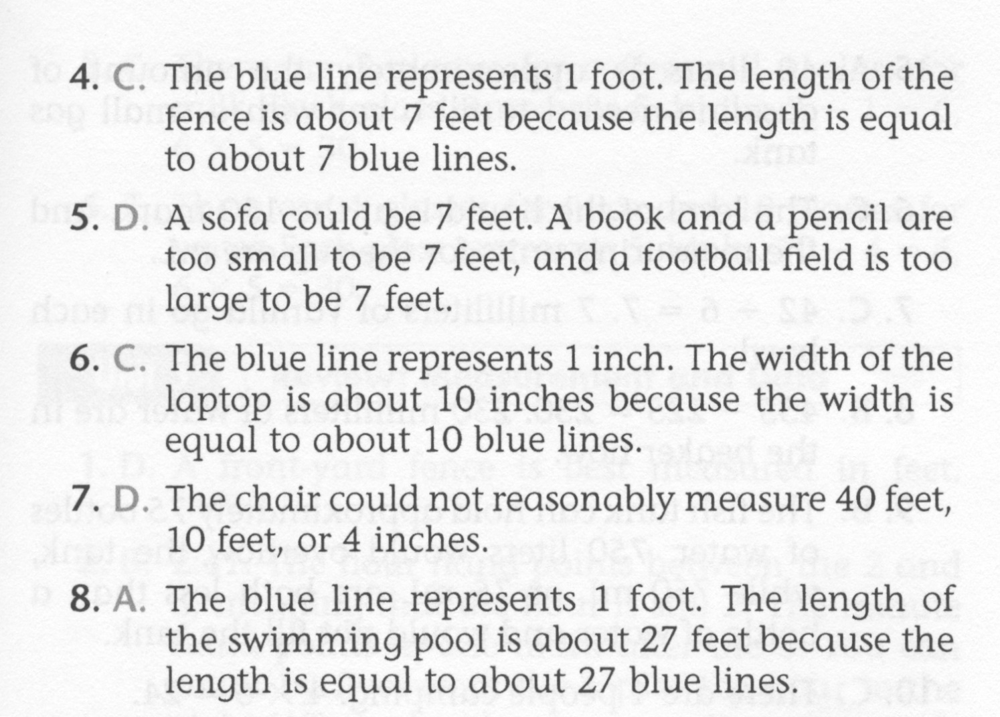 4. C. The blue line represents 1 foot. The length of the
fence is about 7 feet because the length is equal
to about 7 blue lines.
5. D. A sofa could be 7 feet. A book and a pencil are
too small to be 7 feet, and a football field is too
large to be 7 feet.
6. C. The blue line represents 1 inch. The width of the
laptop is about 10 inches because the width is
equal to about 10 blue lines.
7. D. The chair could not reasonably measure 40 feet,
10 feet, or 4 inches.
8. A. The blue line represents 1 foot. The length of
the swimming pool is about 27 feet because the
length is equal to about 27 blue lines.